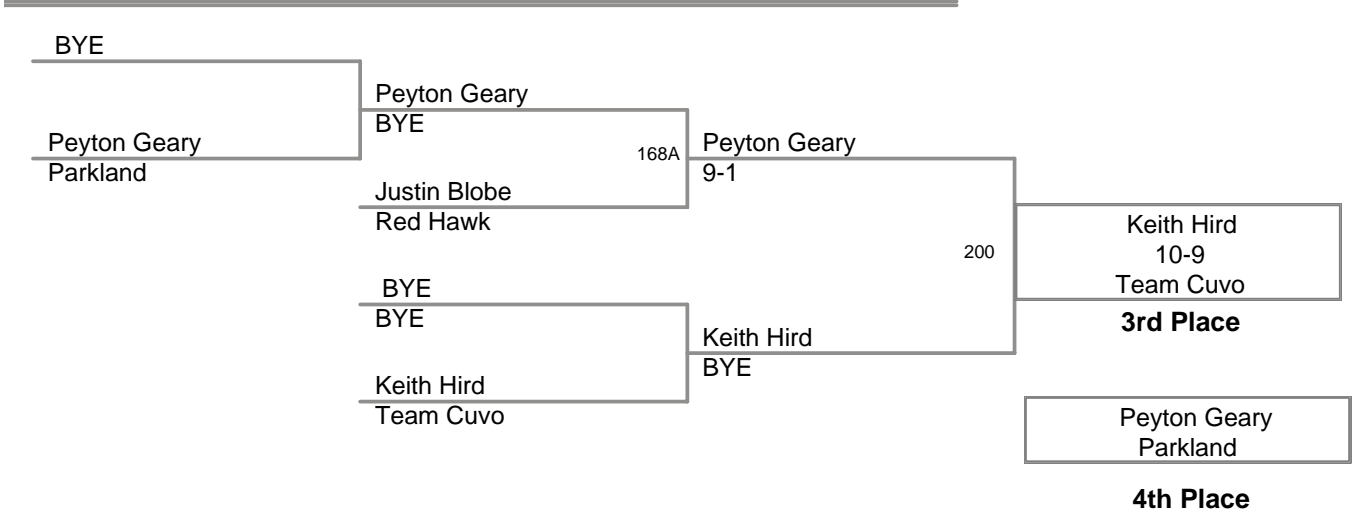 BYE
Peyton Geary
Parkland
Peyton Geary
BYE
Justin Blobe
Red Hawk
BYE
BYE
Keith Hird
Team Cuvo
168A
Peyton Geary
9-1
Keith Hird
BYE
200
Keith Hird
10-9
Team Cuvo
3rd Place
Peyton Geary
Parkland
4th Place